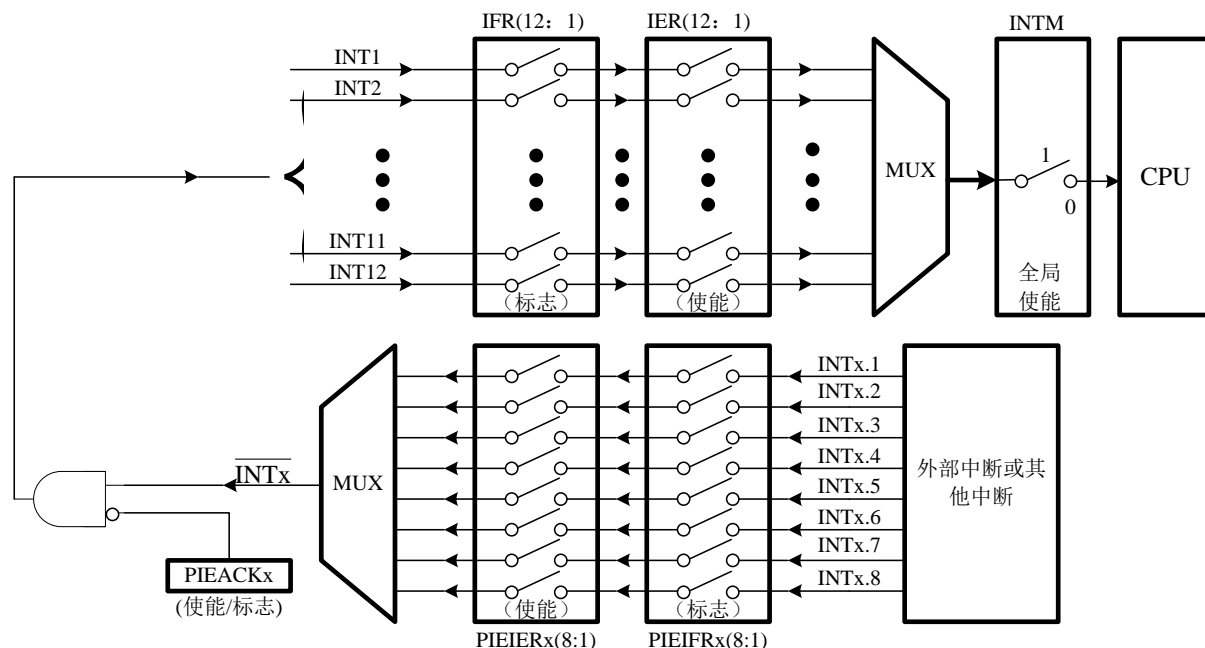 IFR(12：1)
IER(12：1)
INTM
INT1
INT2
INT11
INT12
(标志)
(使能)
MUX
1
0
全局
使能
CPU
INTx.1
INTx.2
INTx.3
INTx.4
INTx.5
INTx.6
INTx.7
INTx.8
外部中断或其
他中断
INTx
MUX
PIEACKx
(使能/标志)
(使能)
(标志)
PIEIERx(8:1)
PIEIFRx(8:1)